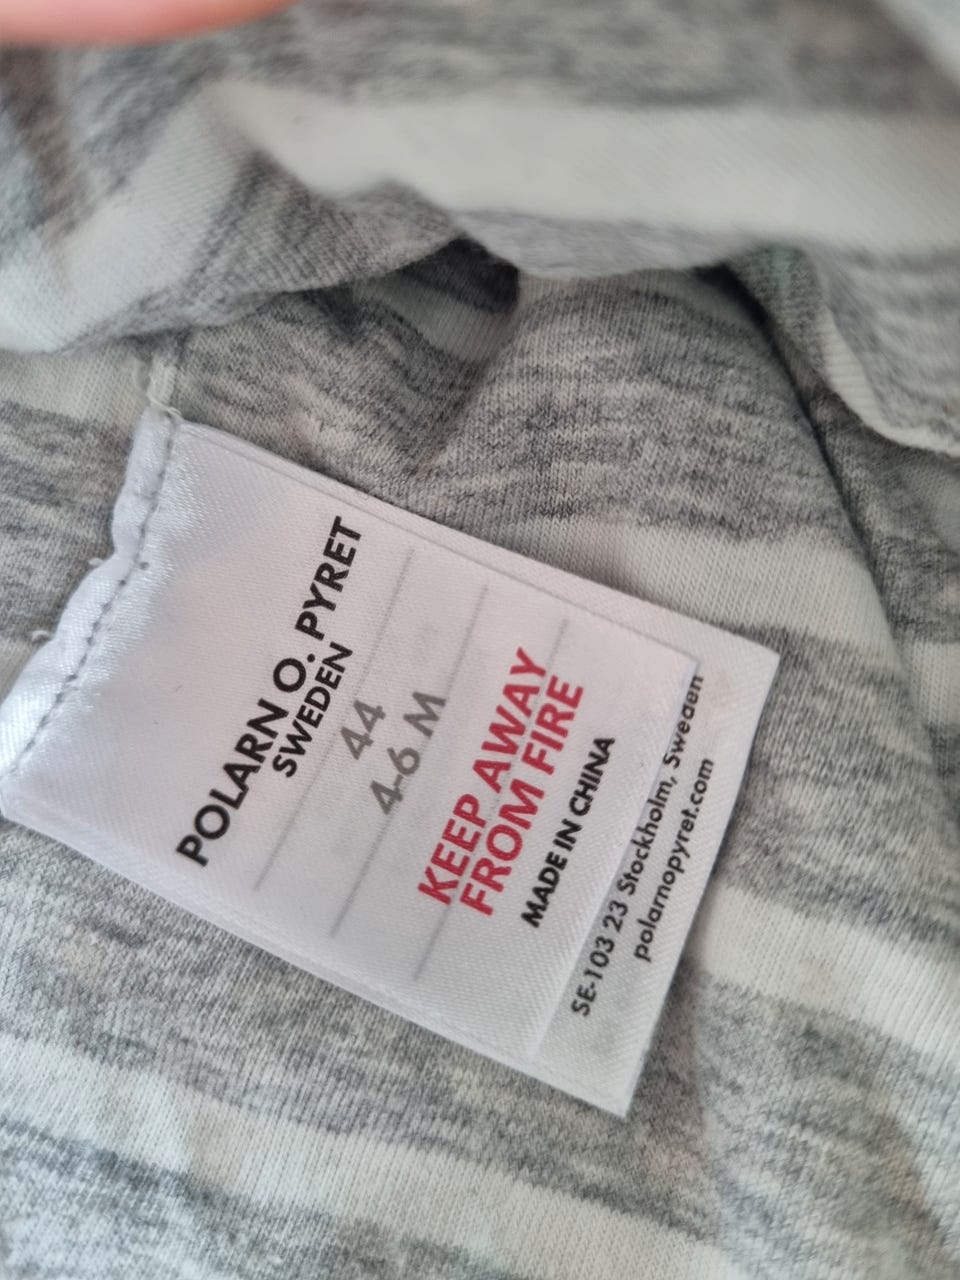 POLARN O. PYRET
SWEDEN
44
4-6 M
KEEP AWAY
FROM FIRE
MADE IN CHINA
SE-103 23 Stockholm, Sweden
polarnopyret.com